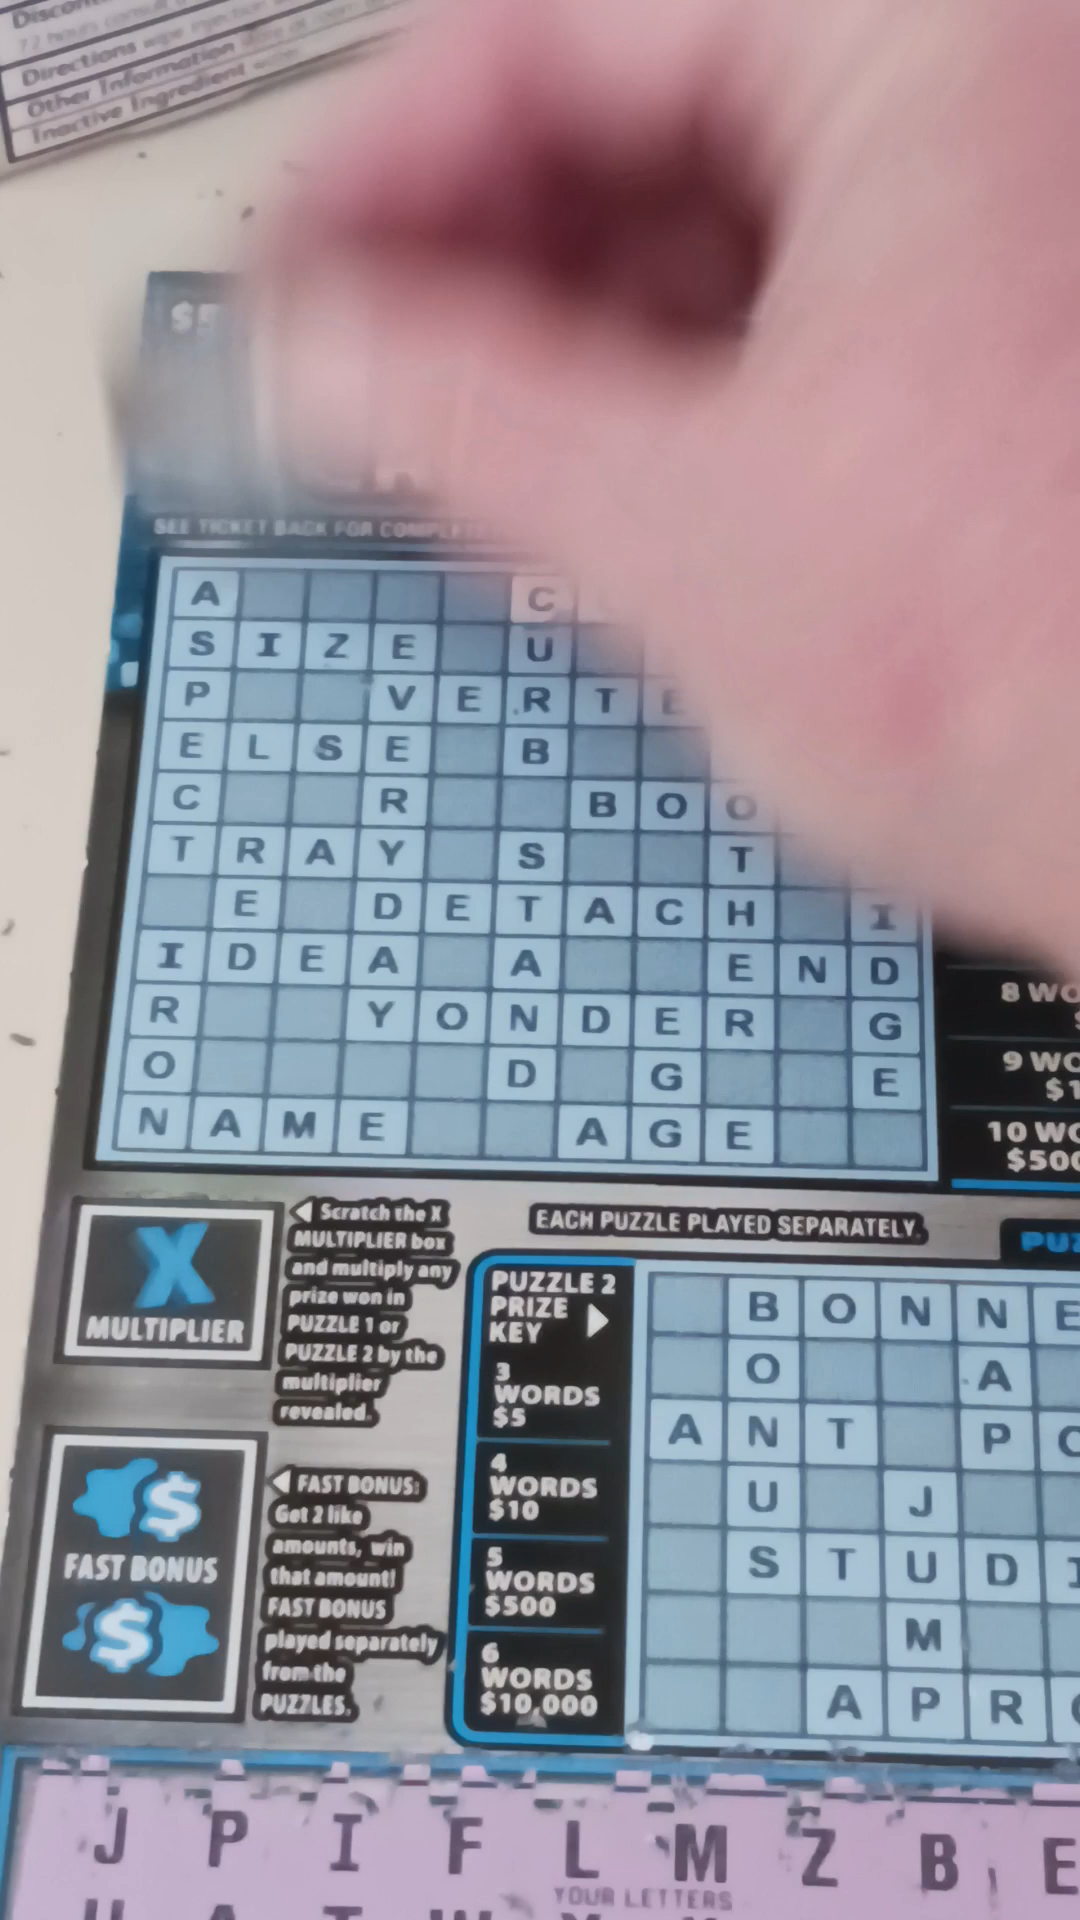 Directions
Other Information
Inactive Ingredient
SEE TICKET BACK FOR
A C
S I Z E U
P V E R T E
E L S E B
C R B O O
T R A Y S T
E D E T A C H I
I D E A A E N D
R Y O N D E R G
O D G E
N A M E A G E
8 WO
9 WO
$1
10 WO
$500
X
MULTIPLIER
Scratch the X
MULTIPLIER box
and multiply any
prize won in
PUZZLE 1 or
PUZZLE 2 by the
multiplier
revealed.
EACH PUZZLE PLAYED SEPARATELY.
PUZ
PUZZLE 2
PRIZE
KEY
3
WORDS
$5
4
WORDS
$10
5
WORDS
$500
6
WORDS
$10,000
B O N N E
O A
A N T P
U J
S T U D I
M
A P R
$
FAST BONUS
$
FAST BONUS:
Get 2 like
amounts, win
that amount!
FAST BONUS
played separately
from the
PUZZLES.
J P I F L M Z B E
YOUR LETTERS